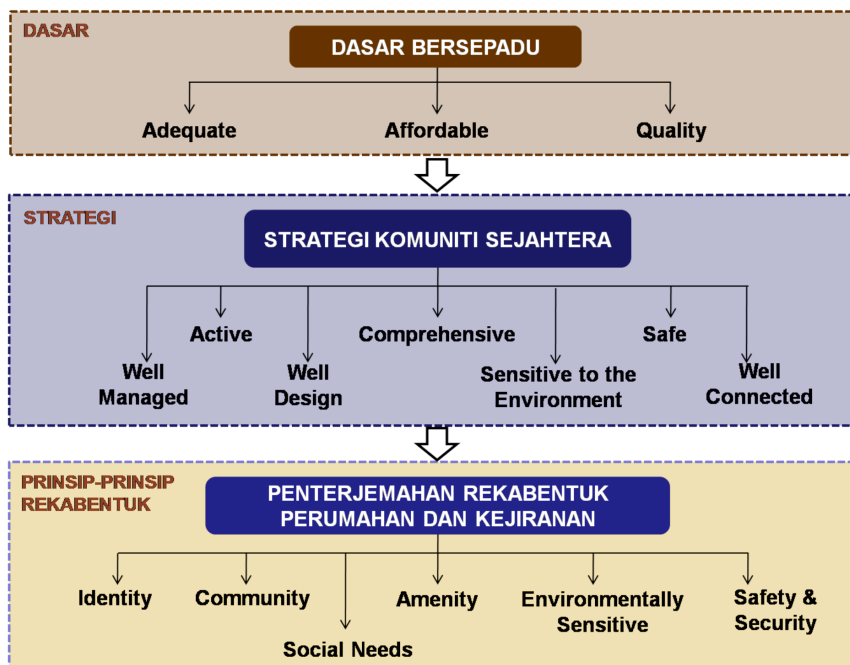 DASAR
DASAR BERSEPADU
Adequate
Affordable
Quality
STRATEGI
STRATEGI KOMUNITI SEJAHTERA
Active
Comprehensive
Safe
Well
Managed
Well
Design
Sensitive to the
Environment
Well
Connected
PRINSIP-PRINSIP
REKABENTUK
PENTERJEMAHAN REKABENTUK
PERUMAHAN DAN KEJIRANAN
Identity
Community
Social Needs
Amenity
Environmentally
Sensitive
Safety &
Security